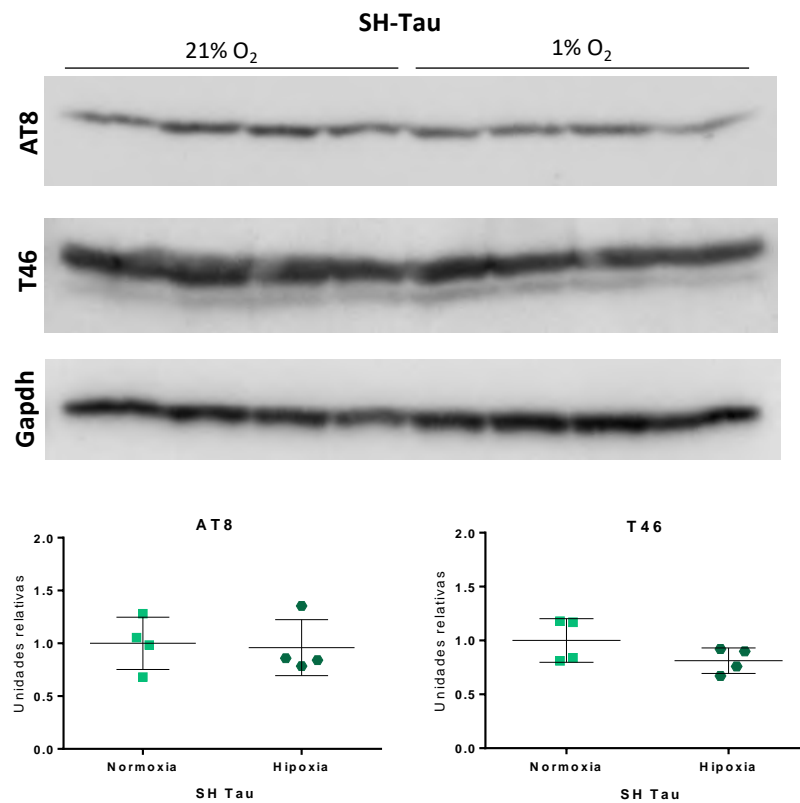 SH-Tau
21% O₂
1% O₂
AT8
T46
Gapdh
AT8
2.0
1.5
1.0
0.5
0.0
Unidades relativas
Normoxia
Hipoxia
SH Tau
T46
2.0
1.5
1.0
0.5
0.0
Unidades relativas
Normoxia
Hipoxia
SH Tau